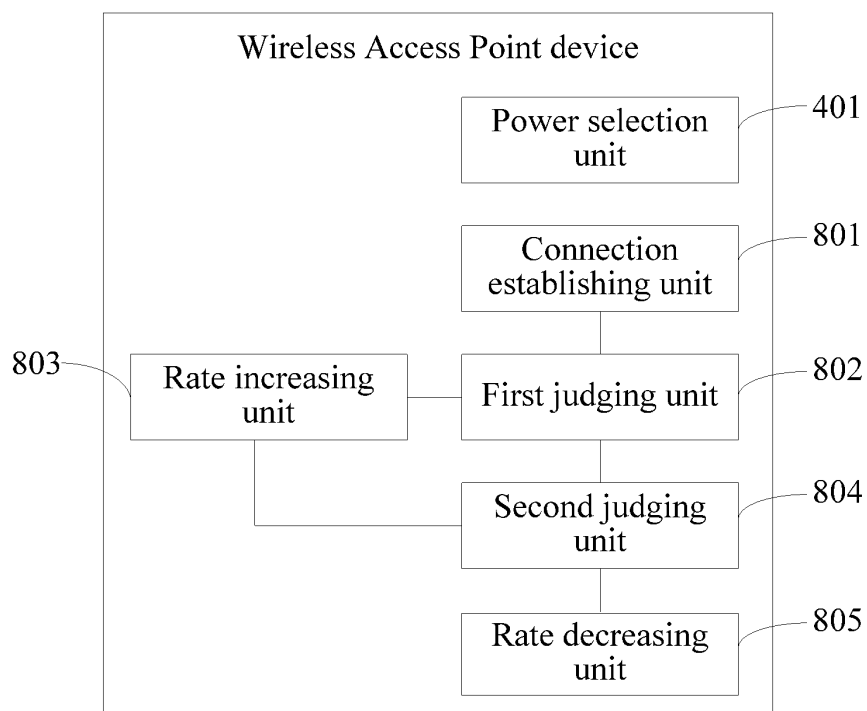 Wireless Access Point device
Power selection
unit
401
Connection
establishing unit
801
803
Rate increasing
unit
First judging unit
802
Second judging
unit
804
Rate decreasing
unit
805